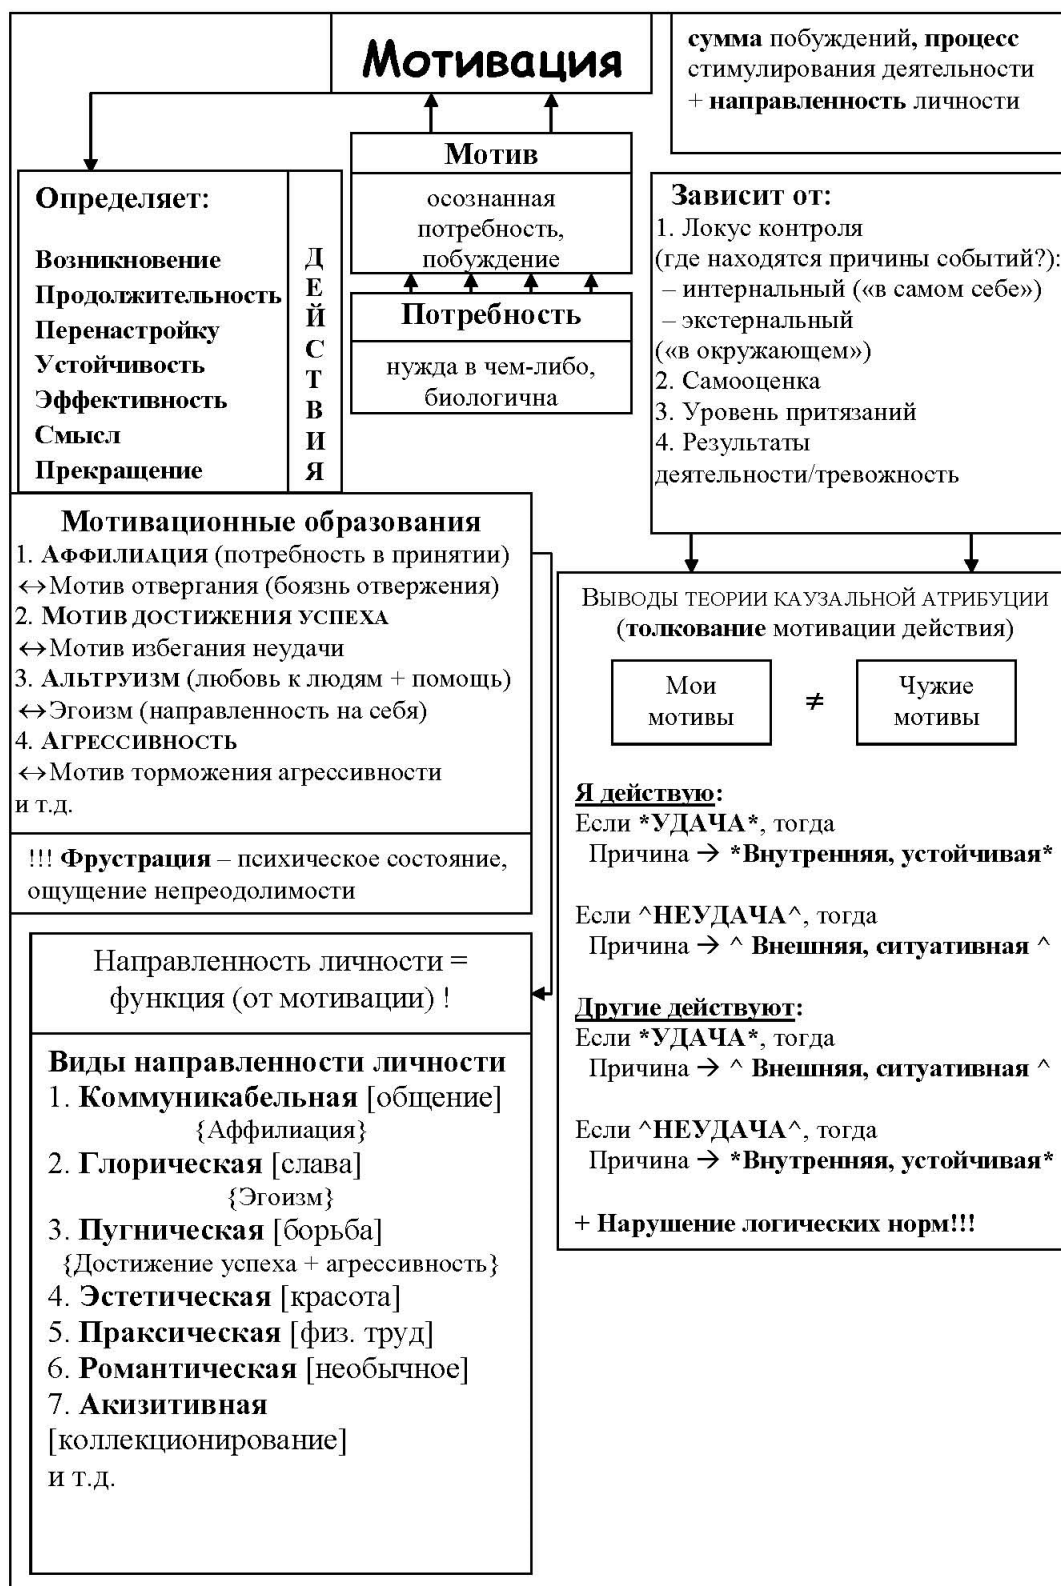 Мотивация
сумма побуждений, процесс
стимулирования деятельности
+ направленность личности
Мотив
осознанная
потребность,
побуждение
Потребность
нужда в чем-либо,
биологична
Определяет:
Возникновение
Продолжительность
Перенастройку
Устойчивость
Эффективность
Смысл
Прекращение
Д
Е
Й
С
Т
В
И
Я
Зависит от:
1. Локус контроля
(где находятся причины событий?):
– интернальный («в самом себе»)
– экстернальный
(«в окружающем»)
2. Самооценка
3. Уровень притязаний
4. Результаты
деятельности/тревожность
Мотивационные образования
1. АФФИЛИАЦИЯ (потребность в принятии)
↔Мотив отвергания (боязнь отвержения)
2. МОТИВ ДОСТИЖЕНИЯ УСПЕХА
↔Мотив избегания неудачи
3. АЛЬТРУИЗМ (любовь к людям + помощь)
↔Эгоизм (направленность на себя)
4. АГРЕССИВНОСТЬ
↔Мотив торможения агрессивности
и т.д.
!!! Фрустрация – психическое состояние,
ощущение непреодолимости
Направленность личности =
функция (от мотивации) !
Виды направленности личности
1. Коммуникабельная [общение]
{Аффилиация}
2. Глорическая [слава]
{Эгоизм}
3. Пугническая [борьба]
{Достижение успеха + агрессивность}
4. Эстетическая [красота]
5. Праксическая [физ. труд]
6. Романтическая [необычное]
7. Акизитивная
[коллекционирование]
и т.д.
ВЫВОДЫ ТЕОРИИ КАУЗАЛЬНОЙ АТРИБУЦИИ
(толкование мотивации действия)
Мои
мотивы
≠
Чужие
мотивы
Я действую:
Если *УДАЧА*, тогда
Причина → *Внутренняя, устойчивая*
Если ^НЕУДАЧА^, тогда
Причина → ^ Внешняя, ситуативная ^
Другие действуют:
Если *УДАЧА*, тогда
Причина → ^ Внешняя, ситуативная ^
Если ^НЕУДАЧА^, тогда
Причина → *Внутренняя, устойчивая*
+ Нарушение логических норм!!!